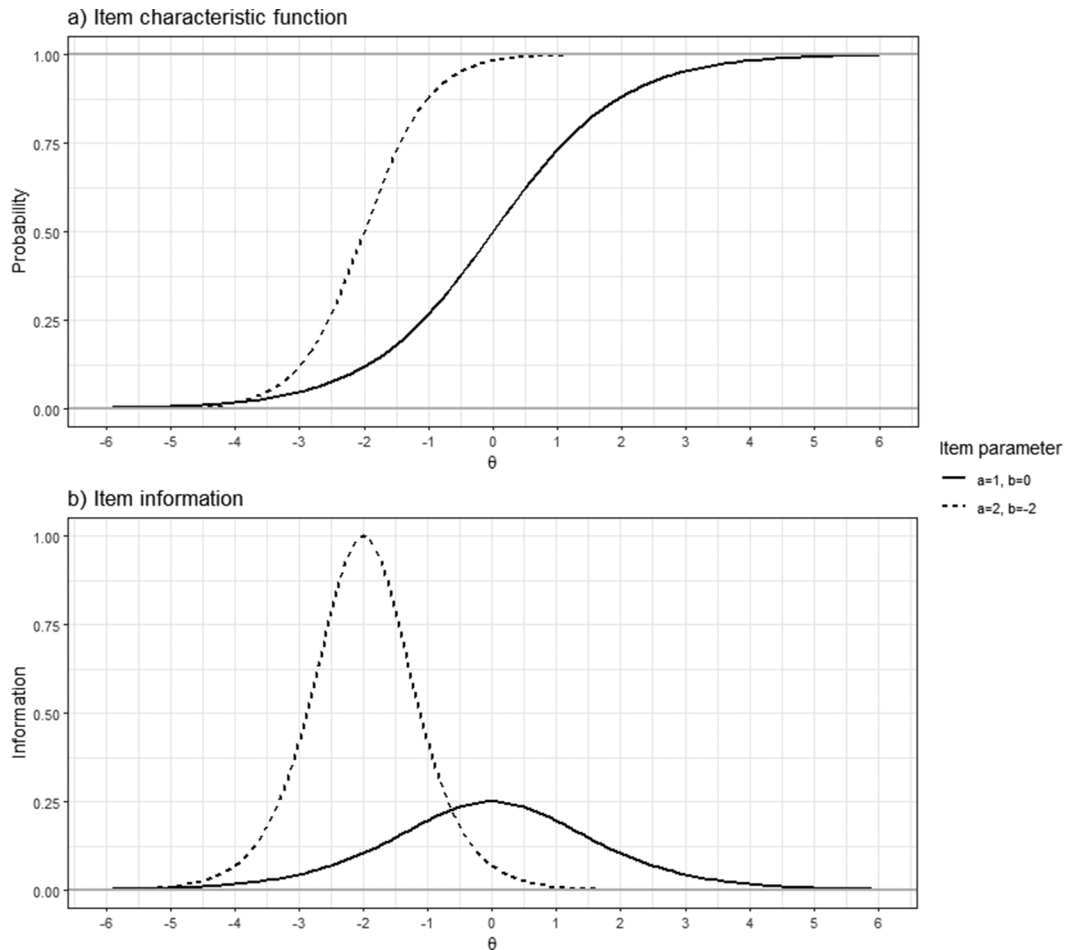 a) Item characteristic function
1.00
0.75
0.50
0.25
0.00
Probability
-6 -5 -4 -3 -2 -1 0 1 2 3 4 5 6
θ
Item parameter
a=1, b=0
a=2, b=-2
b) Item information
1.00
0.75
0.50
0.25
0.00
Information
-6 -5 -4 -3 -2 -1 0 1 2 3 4 5 6
θ